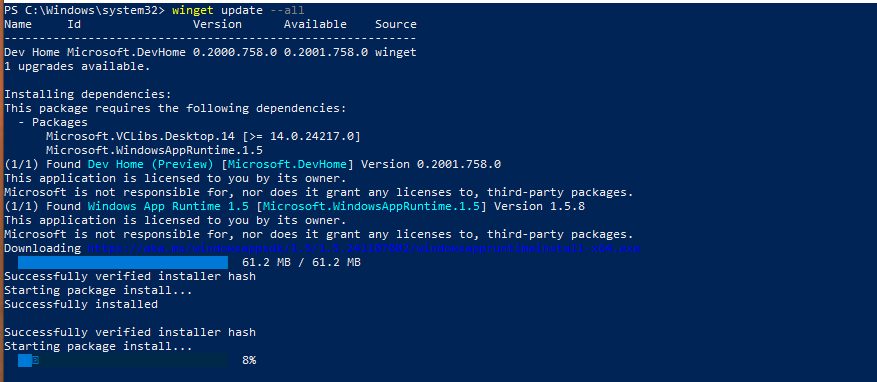 PS C:\Windows\system32> winget update --all
Name     Id                 Version      Available    Source
-----------------------------------------------------------
Dev Home Microsoft.DevHome 0.2000.758.0 0.2001.758.0 winget
1 upgrades available.
Installing dependencies:
This package requires the following dependencies:
- Packages
Microsoft.VCLibs.Desktop.14 [>= 14.0.24217.0]
Microsoft.WindowsAppRuntime.1.5
(1/1) Found Dev Home (Preview) [Microsoft.DevHome] Version 0.2001.758.0
This application is licensed to you by its owner.
Microsoft is not responsible for, nor does it grant any licenses to, third-party packages.
(1/1) Found Windows App Runtime 1.5 [Microsoft.WindowsAppRuntime.1.5] Version 1.5.8
This application is licensed to you by its owner.
Microsoft is not responsible for, nor does it grant any licenses to, third-party packages.
Downloading
61.2 MB / 61.2 MB
Successfully verified installer hash
Starting package install...
Successfully installed
Successfully verified installer hash
Starting package install...
8%